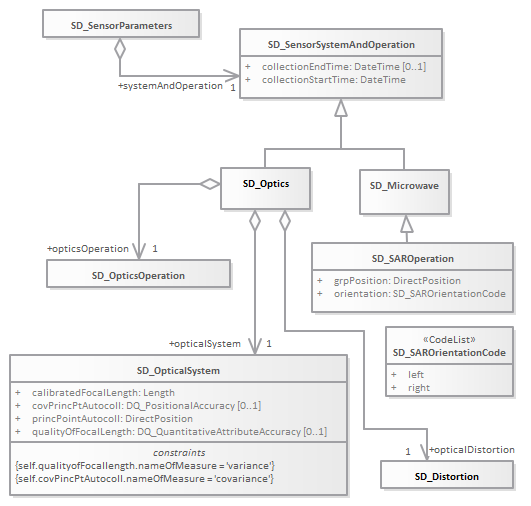 SD_SensorParameters
SD_SensorSystemAndOperation
+ collectionEndTime: DateTime [0..1]
+ collectionStartTime: DateTime
+systemAndOperation 1
SD_Optics
SD_Microwave
+opticsOperation 1
SD_OpticsOperation
SD_SAROperation
+ grpPosition: DirectPosition
+ orientation: SD_SAROrientationCode
«CodeList»
SD_SAROrientationCode
+ left
+ right
+opticalSystem 1
SD_OpticalSystem
+ calibratedFocalLength: Length
+ covPrincPtAutocoll: DQ_PositionalAccuracy [0..1]
+ princPointAutocoll: DirectPosition
+ qualityOfFocalLength: DQ_QuantitativeAttributeAccuracy [0..1]
constraints
{self.qualityofFocallength.nameOfMeasure = 'variance'}
{self.covPincPtAutocoll.nameOfMeasure = 'covariance'}
1 +opticalDistortion
SD_Distortion